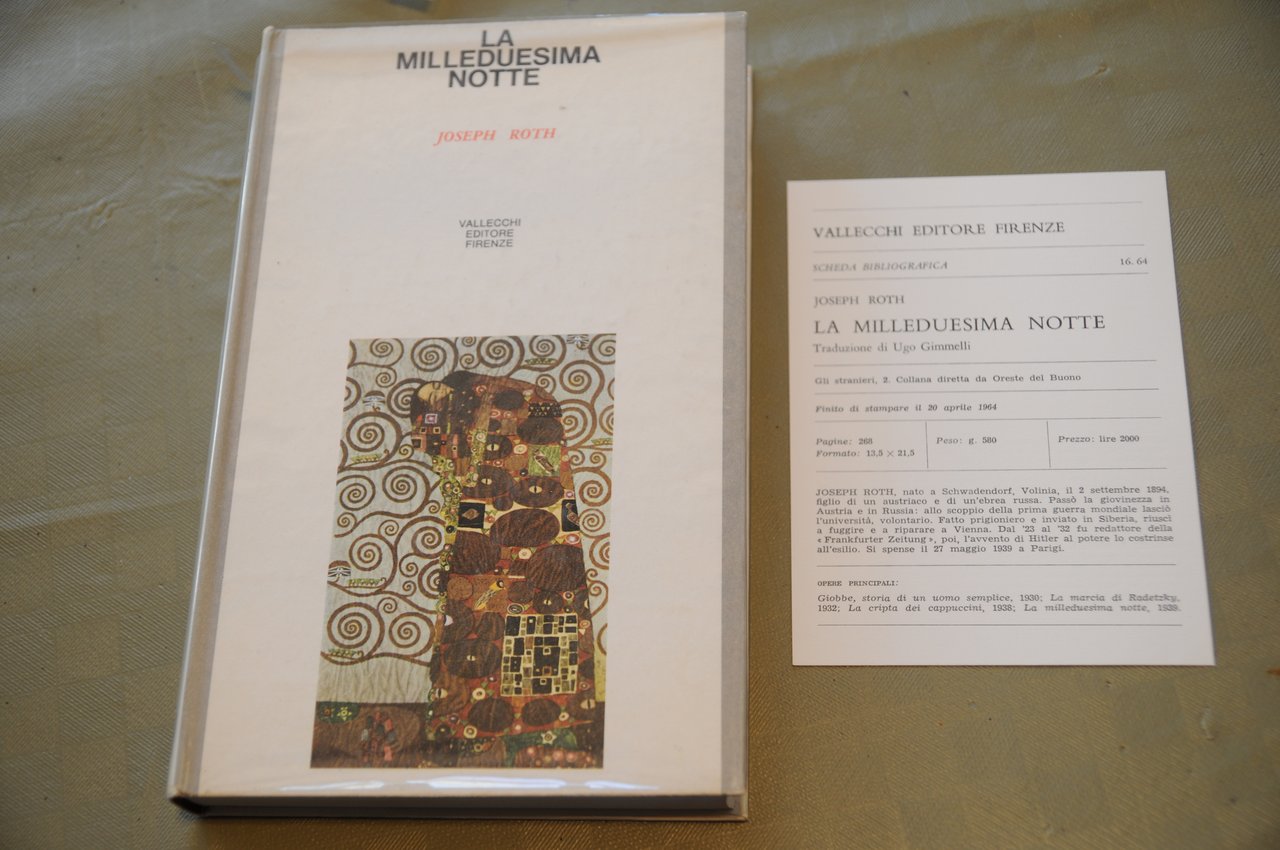 LA
MILLEDUESIMA
NOTTE
JOSEPH ROTH
VALLECCHI
EDITORE
FIRENZE
VALLECCHI EDITORE FIRENZE
SCHEDA BIBLIOGRAFICA 16.64
JOSEPH ROTH
LA MILLEDUESIMA NOTTE
Traduzione di Ugo Gimmelli
Gli stranieri, 2. Collana diretta da Oreste del Buono
Finito di stampare il 20 aprile 1964
Pagine: 268 Peso: g. 580 Prezzo: lire 2000
Formato: 13,5 × 21,5
JOSEPH ROTH, nato a Schwadendorf, Volinia, il 2 settembre 1894,
figlio di un austriaco e di un'ebrea russa. Passò la giovinezza in
Austria e in Russia: allo scoppio della prima guerra mondiale lasciò
l'università, volontario. Fatto prigioniero e inviato in Siberia, riuscì
a fuggire e a riparare a Vienna. Dal '23 al '32 fu redattore della
« Frankfurter Zeitung », poi, l'avvento di Hitler al potere lo costrinse
all'esilio. Si spense il 27 maggio 1939 a Parigi.
OPERE PRINCIPALI:
Giobbe, storia di un uomo semplice, 1930; La marcia di Radetzky,
1932; La cripta dei cappuccini, 1938; La milleduesima notte, 1939.